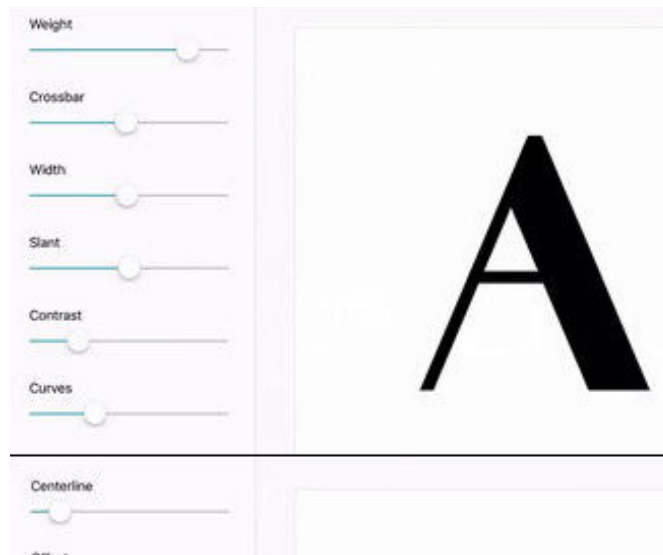 Weight
Crossbar
Width
Slant
Contrast
Curves
A
Centerline